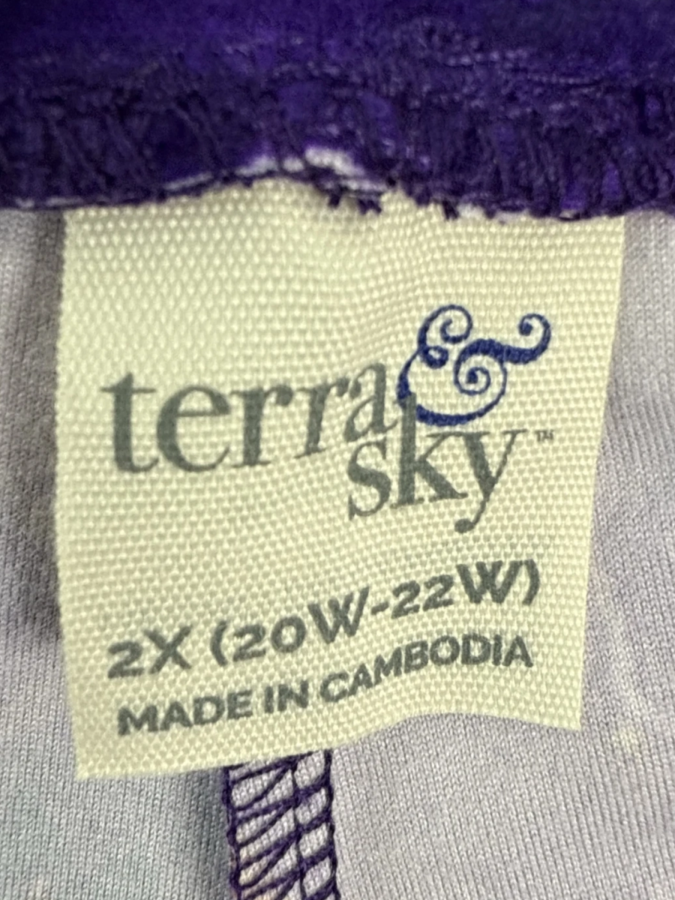 terra &
sky™
2X (20W-22W)
MADE IN CAMBODIA